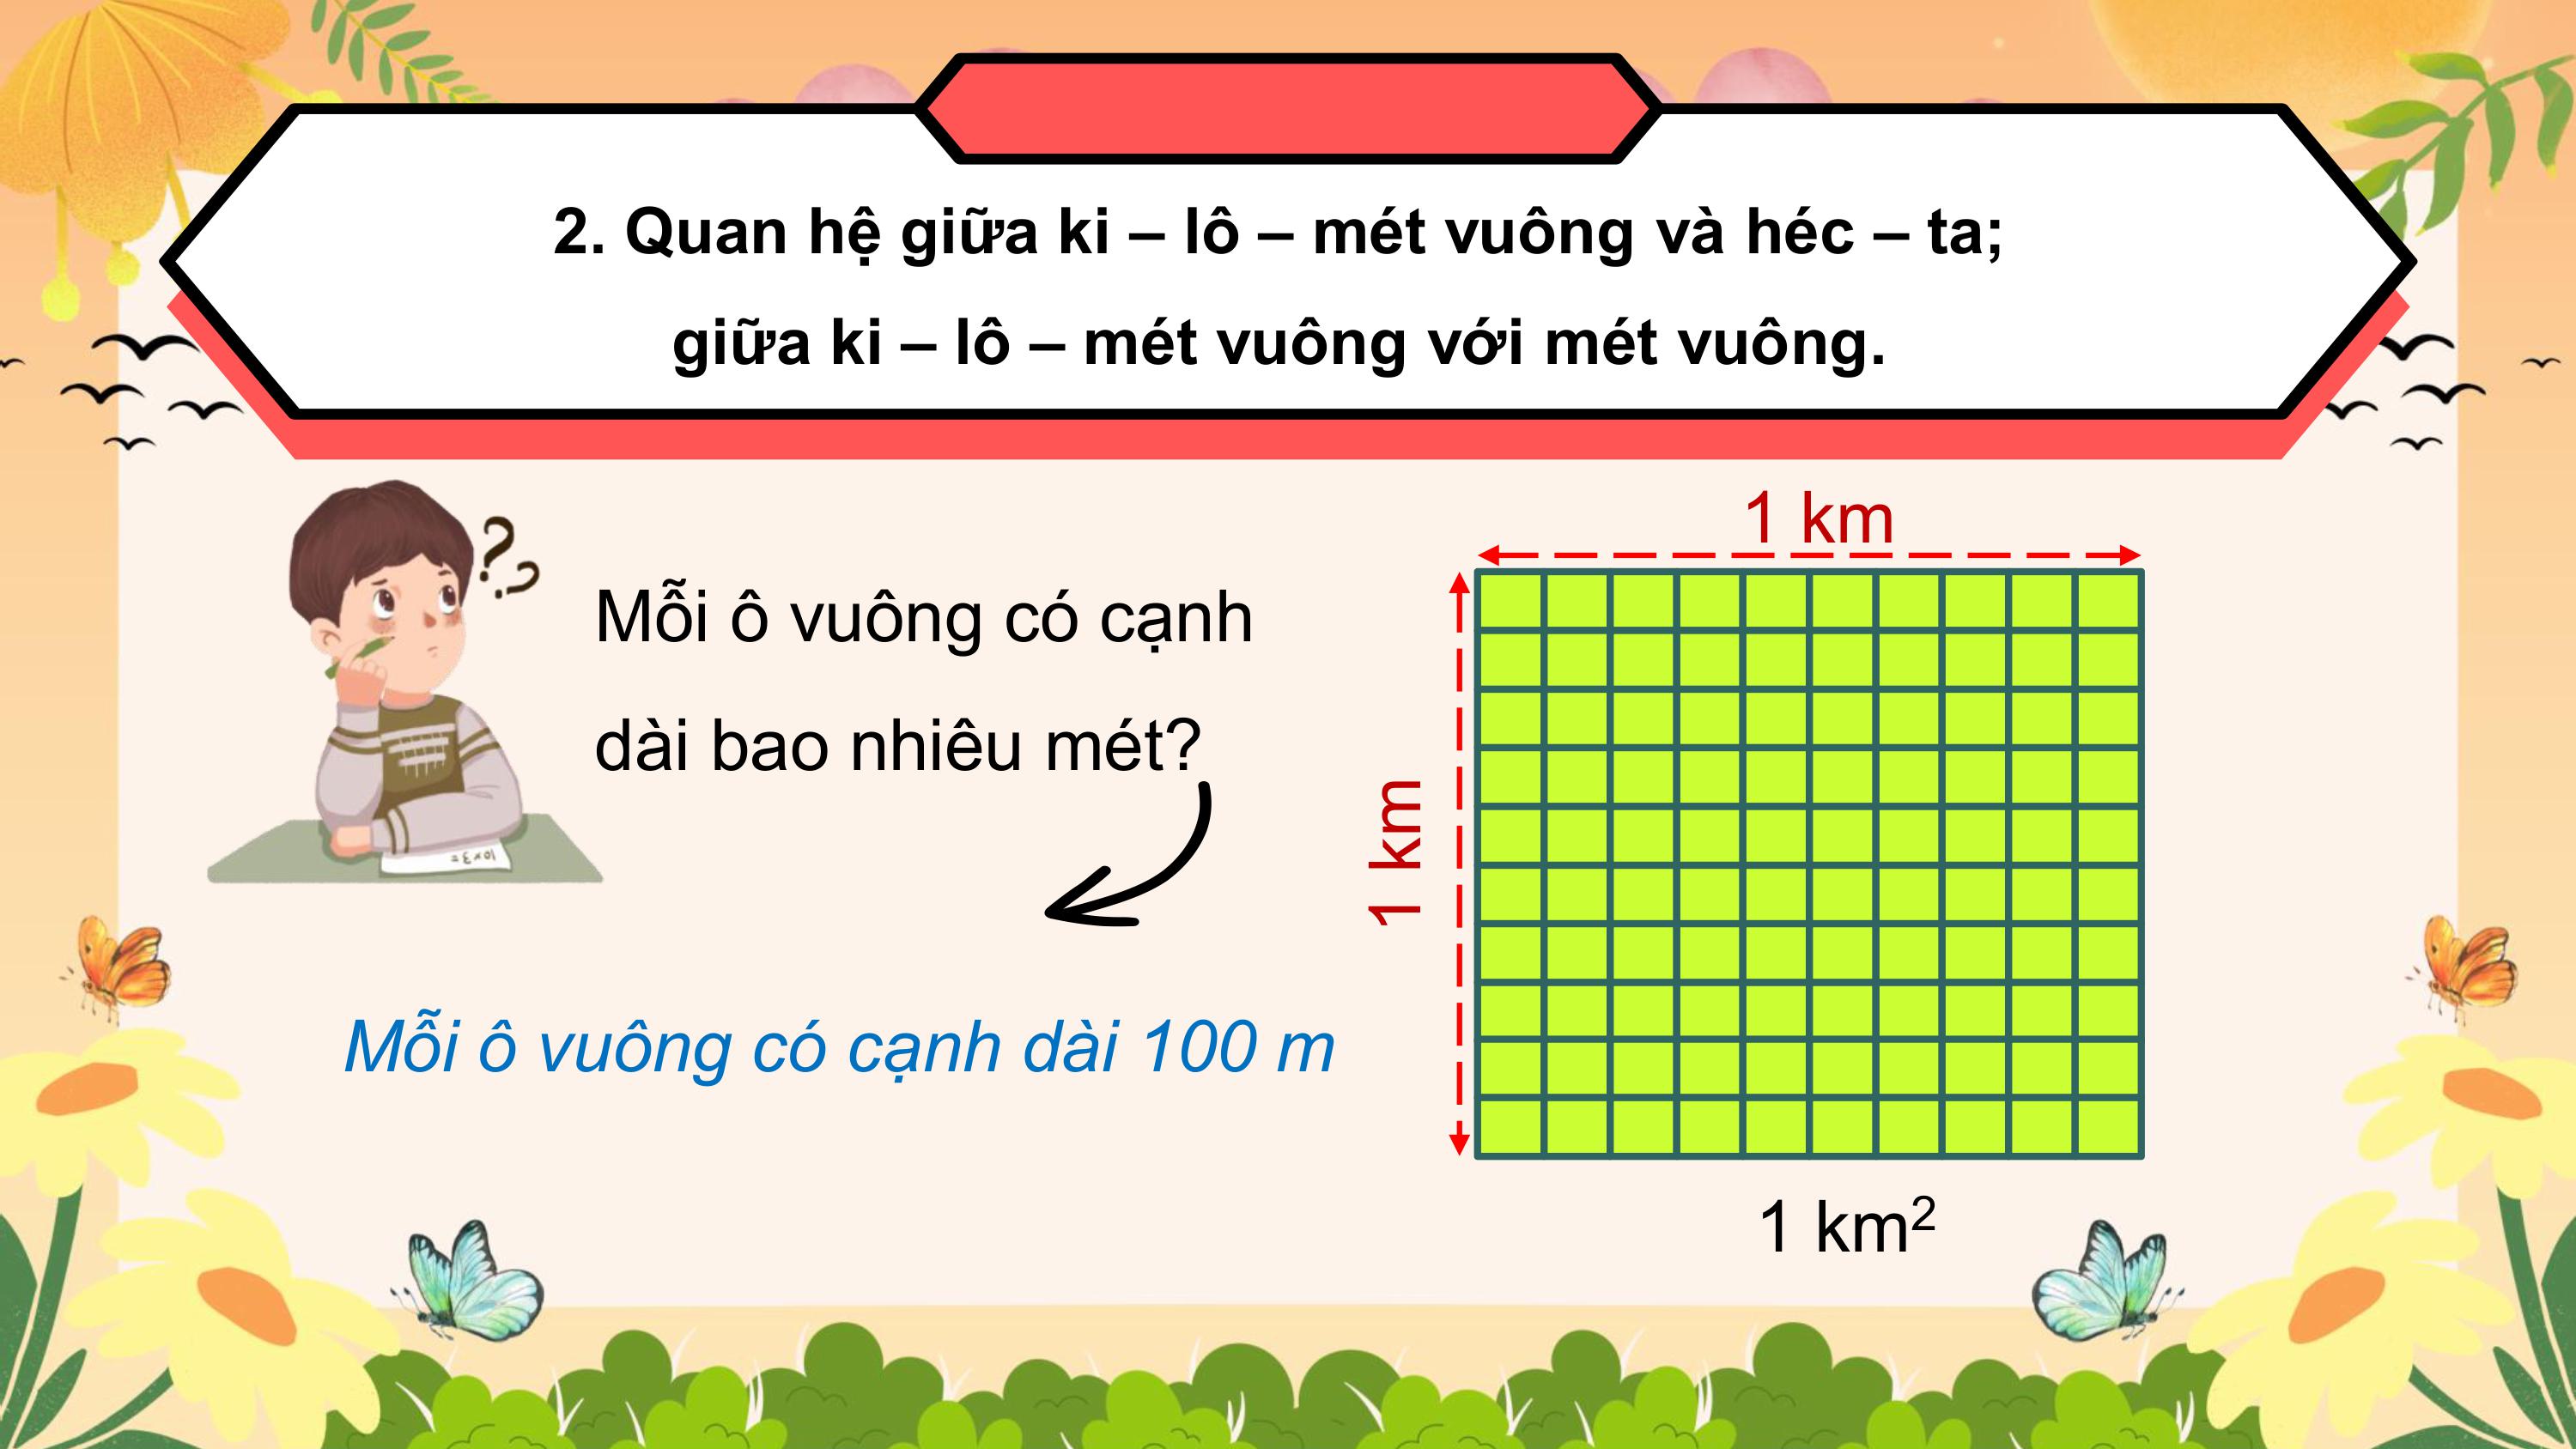 2. Quan hệ giữa ki – lô – mét vuông và héc – ta;
giữa ki – lô – mét vuông với mét vuông.
1 km
Mỗi ô vuông có cạnh
dài bao nhiêu mét?
1 km
10x3=
Mỗi ô vuông có cạnh dài 100 m
1 km²